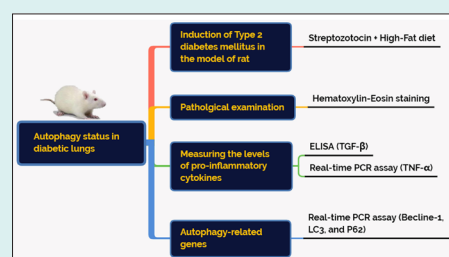 Induction of Type 2
diabetes mellitus in
the model of rat
Streptozotocin + High-Fat diet
Patholgical examination
Hematoxylin-Eosin staining
Autophagy status in
diabetic lungs
Measuring the levels
of pro-inflammatory
cytokines
ELISA (TGF-β)
Real-time PCR assay (TNF-α)
Autophagy-related
genes
Real-time PCR assay (Becline-1,
LC3, and P62)